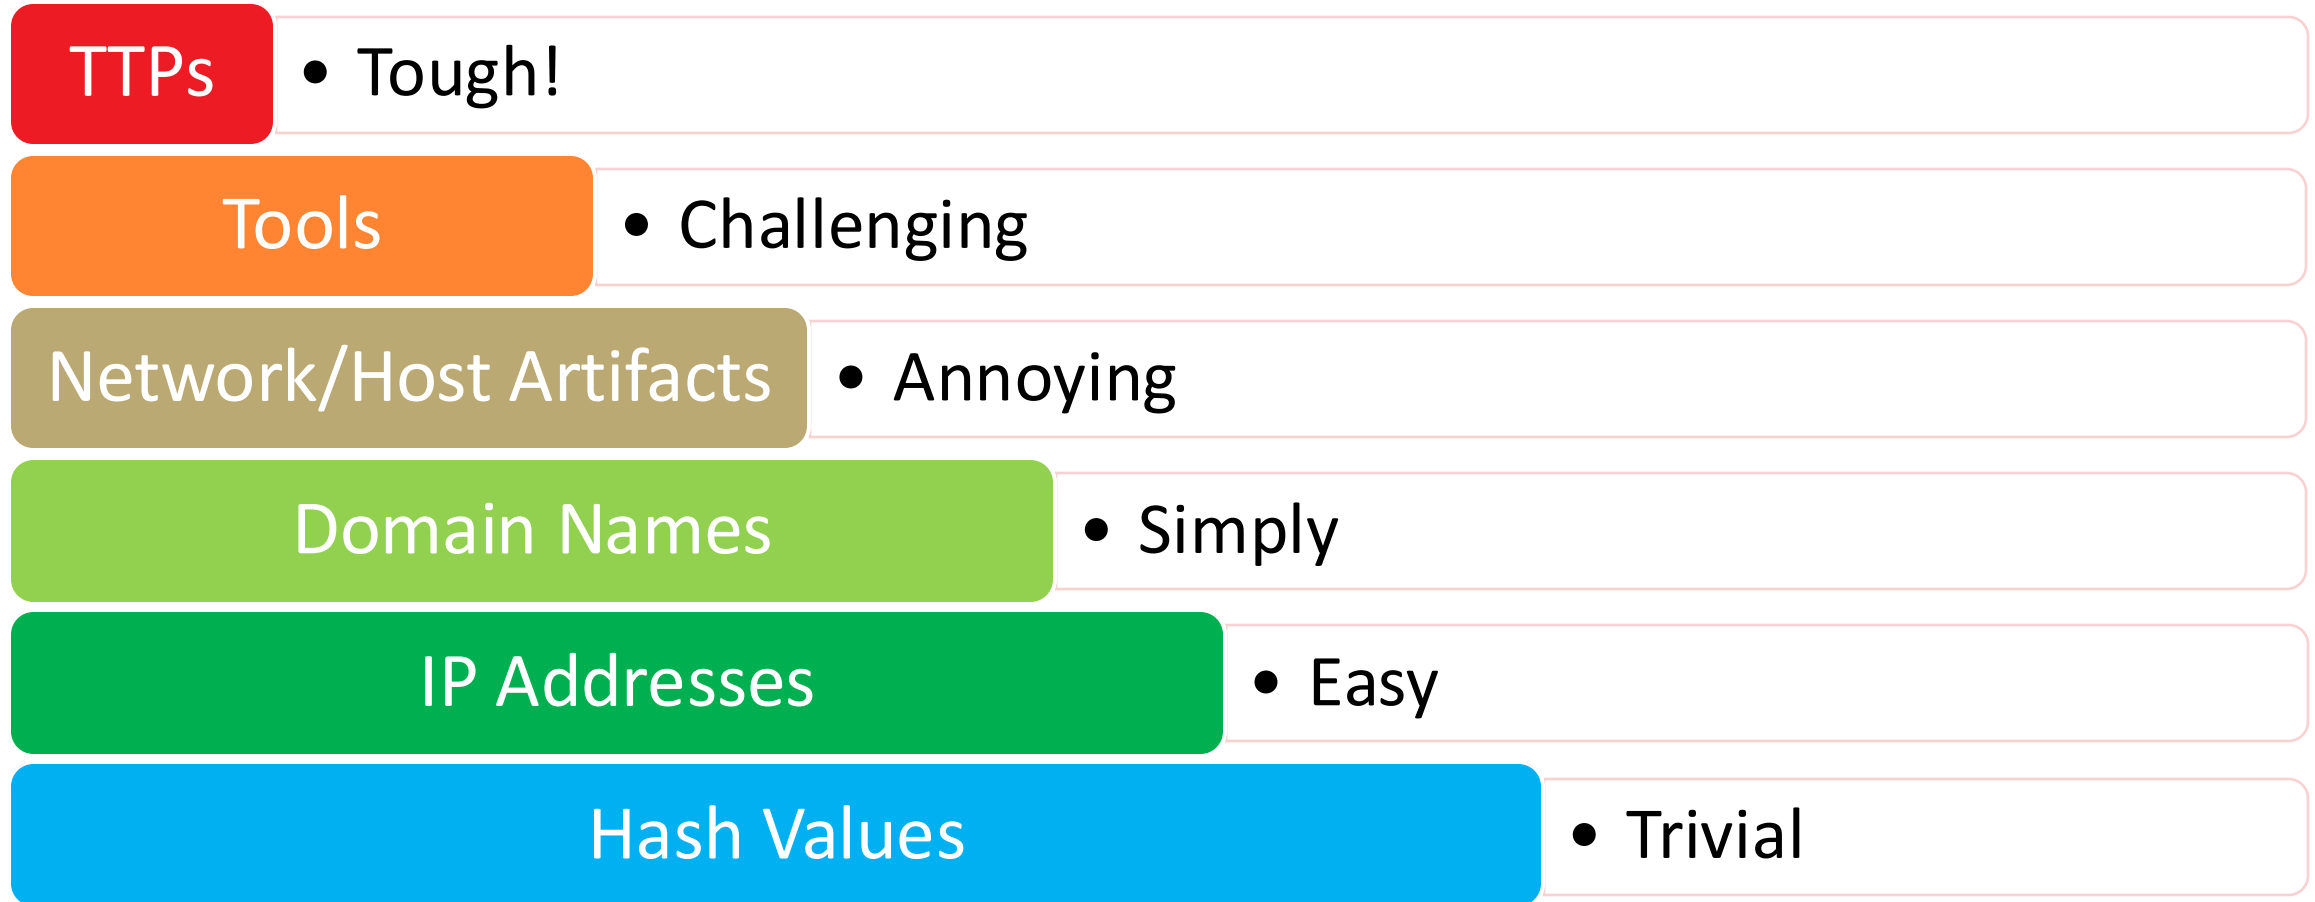 TTPs
• Tough!
Tools
• Challenging
Network/Host Artifacts
• Annoying
Domain Names
• Simply
IP Addresses
• Easy
Hash Values
• Trivial